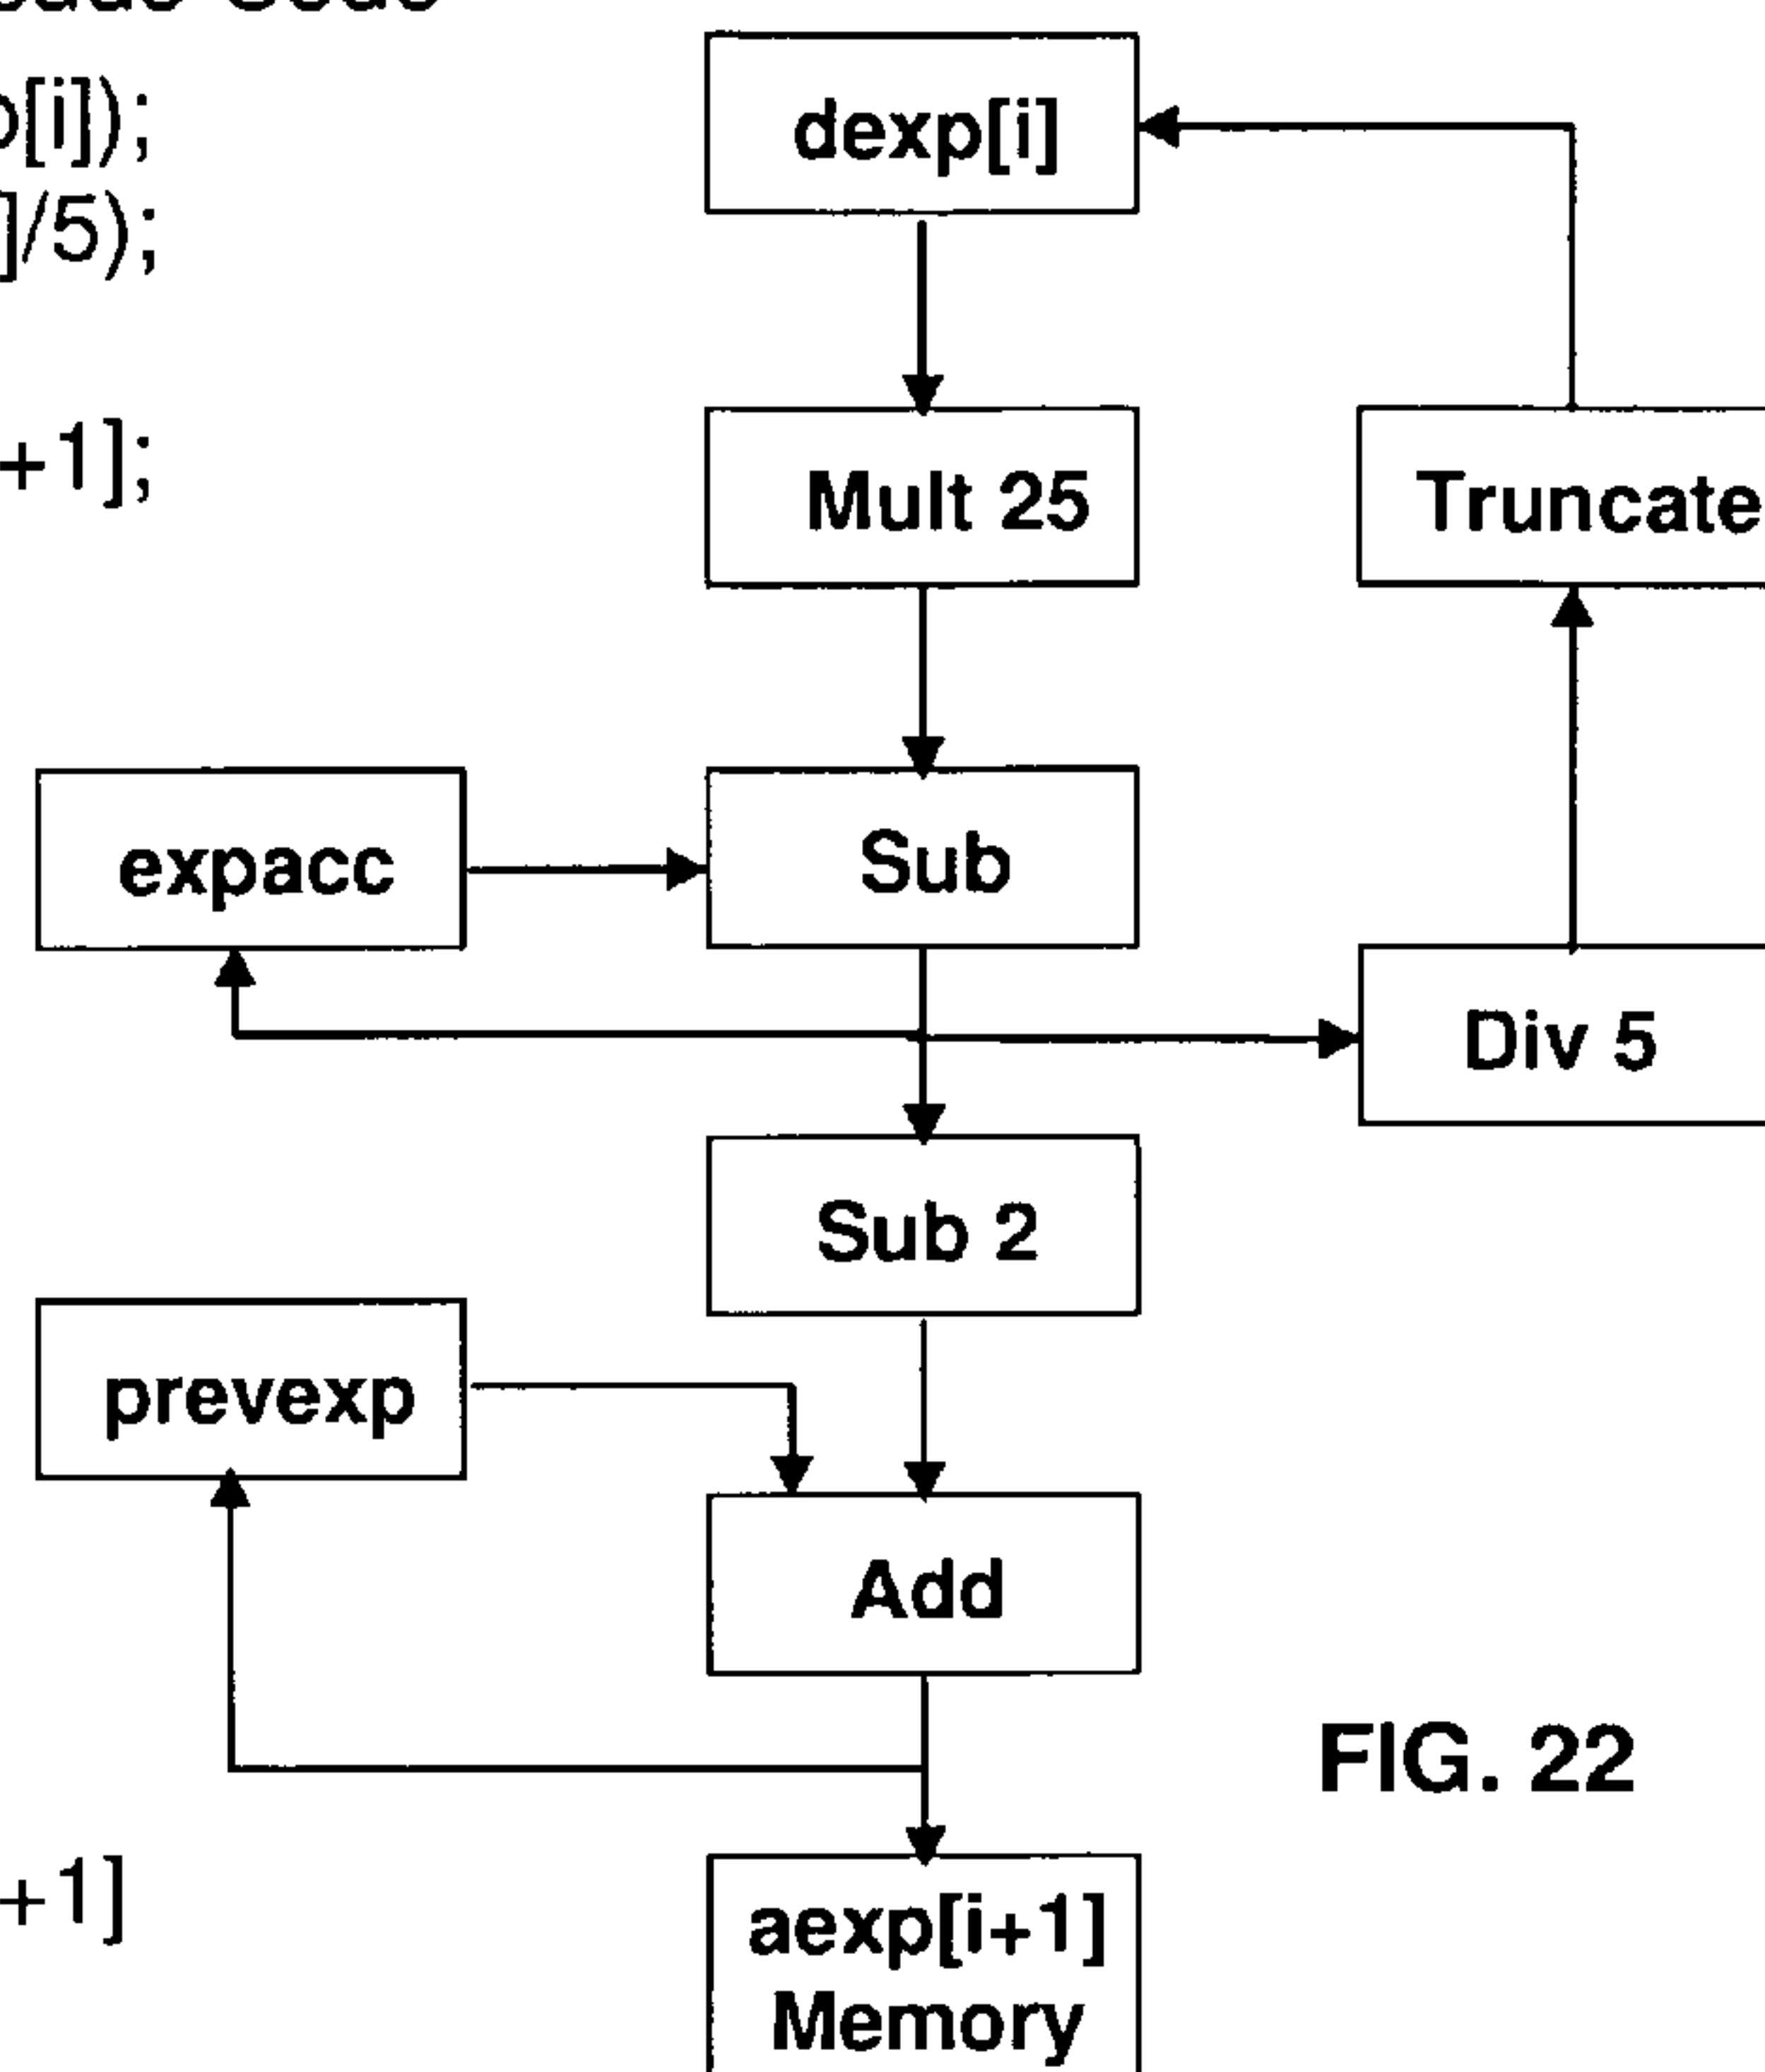 p[i]);
]/5);
+1];
dexp[i]
Mult 25
Truncate
expacc
Sub
Div 5
Sub 2
prevexp
Add
FIG. 22
+1]
aexp[i+1]
Memory